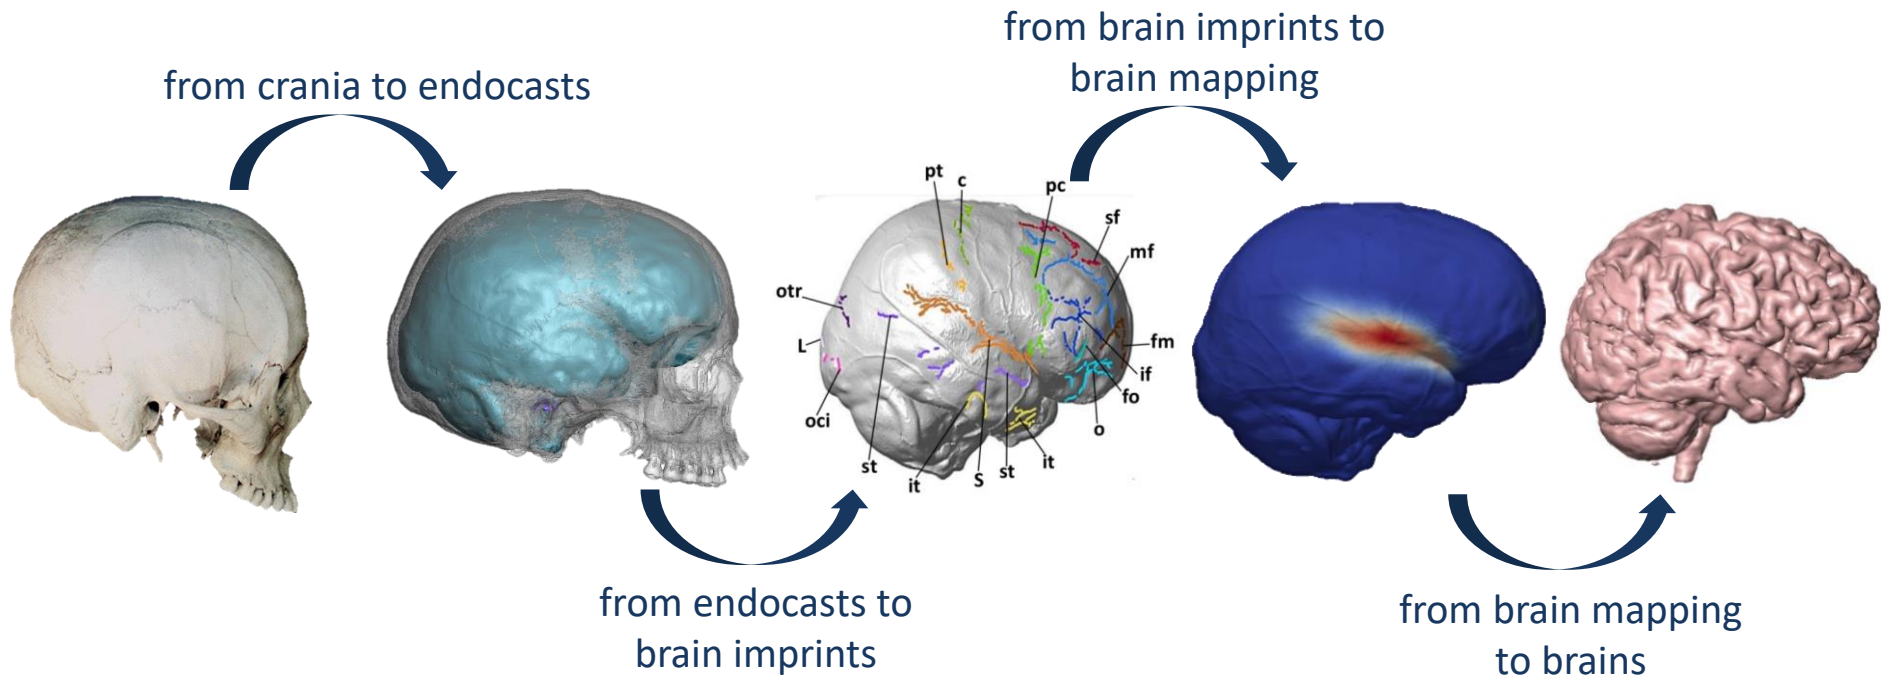 from crania to endocasts
from endocasts to
brain imprints
from brain imprints to
brain mapping
from brain mapping
to brains
pt
c
pc
sf
mf
otr
L
fm
if
fo
oci
o
st
it
S
st
it